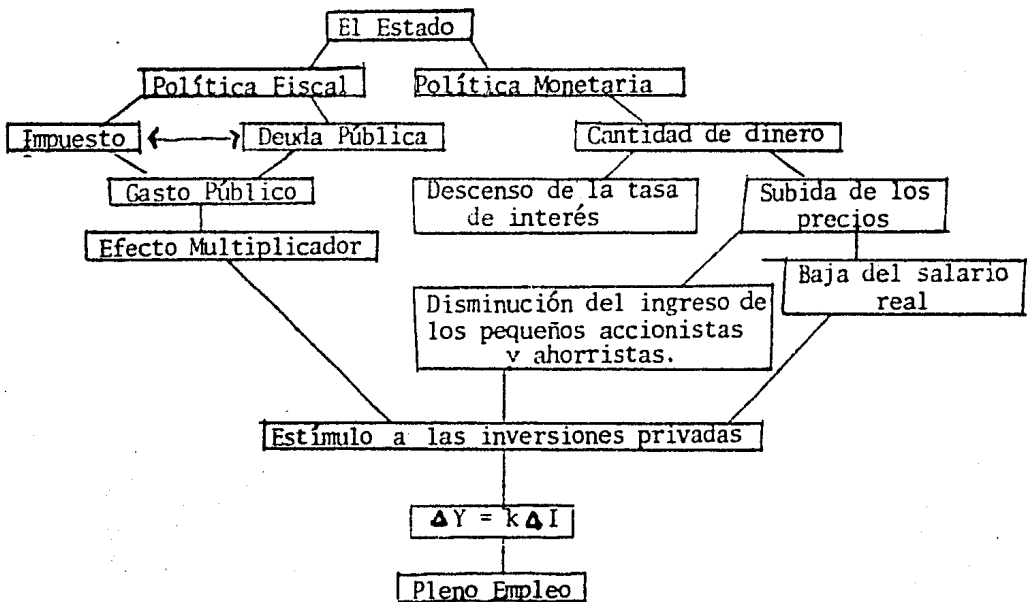 El Estado
Política Fiscal
Política Monetaria
Impuesto
Deuda Pública
Cantidad de dinero
Gasto Público
Descenso de la tasa
de interés
Subida de los
precios
Efecto Multiplicador
Baja del salario
real
Disminución del ingreso de
los pequeños accionistas
y ahorristas.
Estímulo a las inversiones privadas
Δ Y = k Δ I
Pleno Empleo